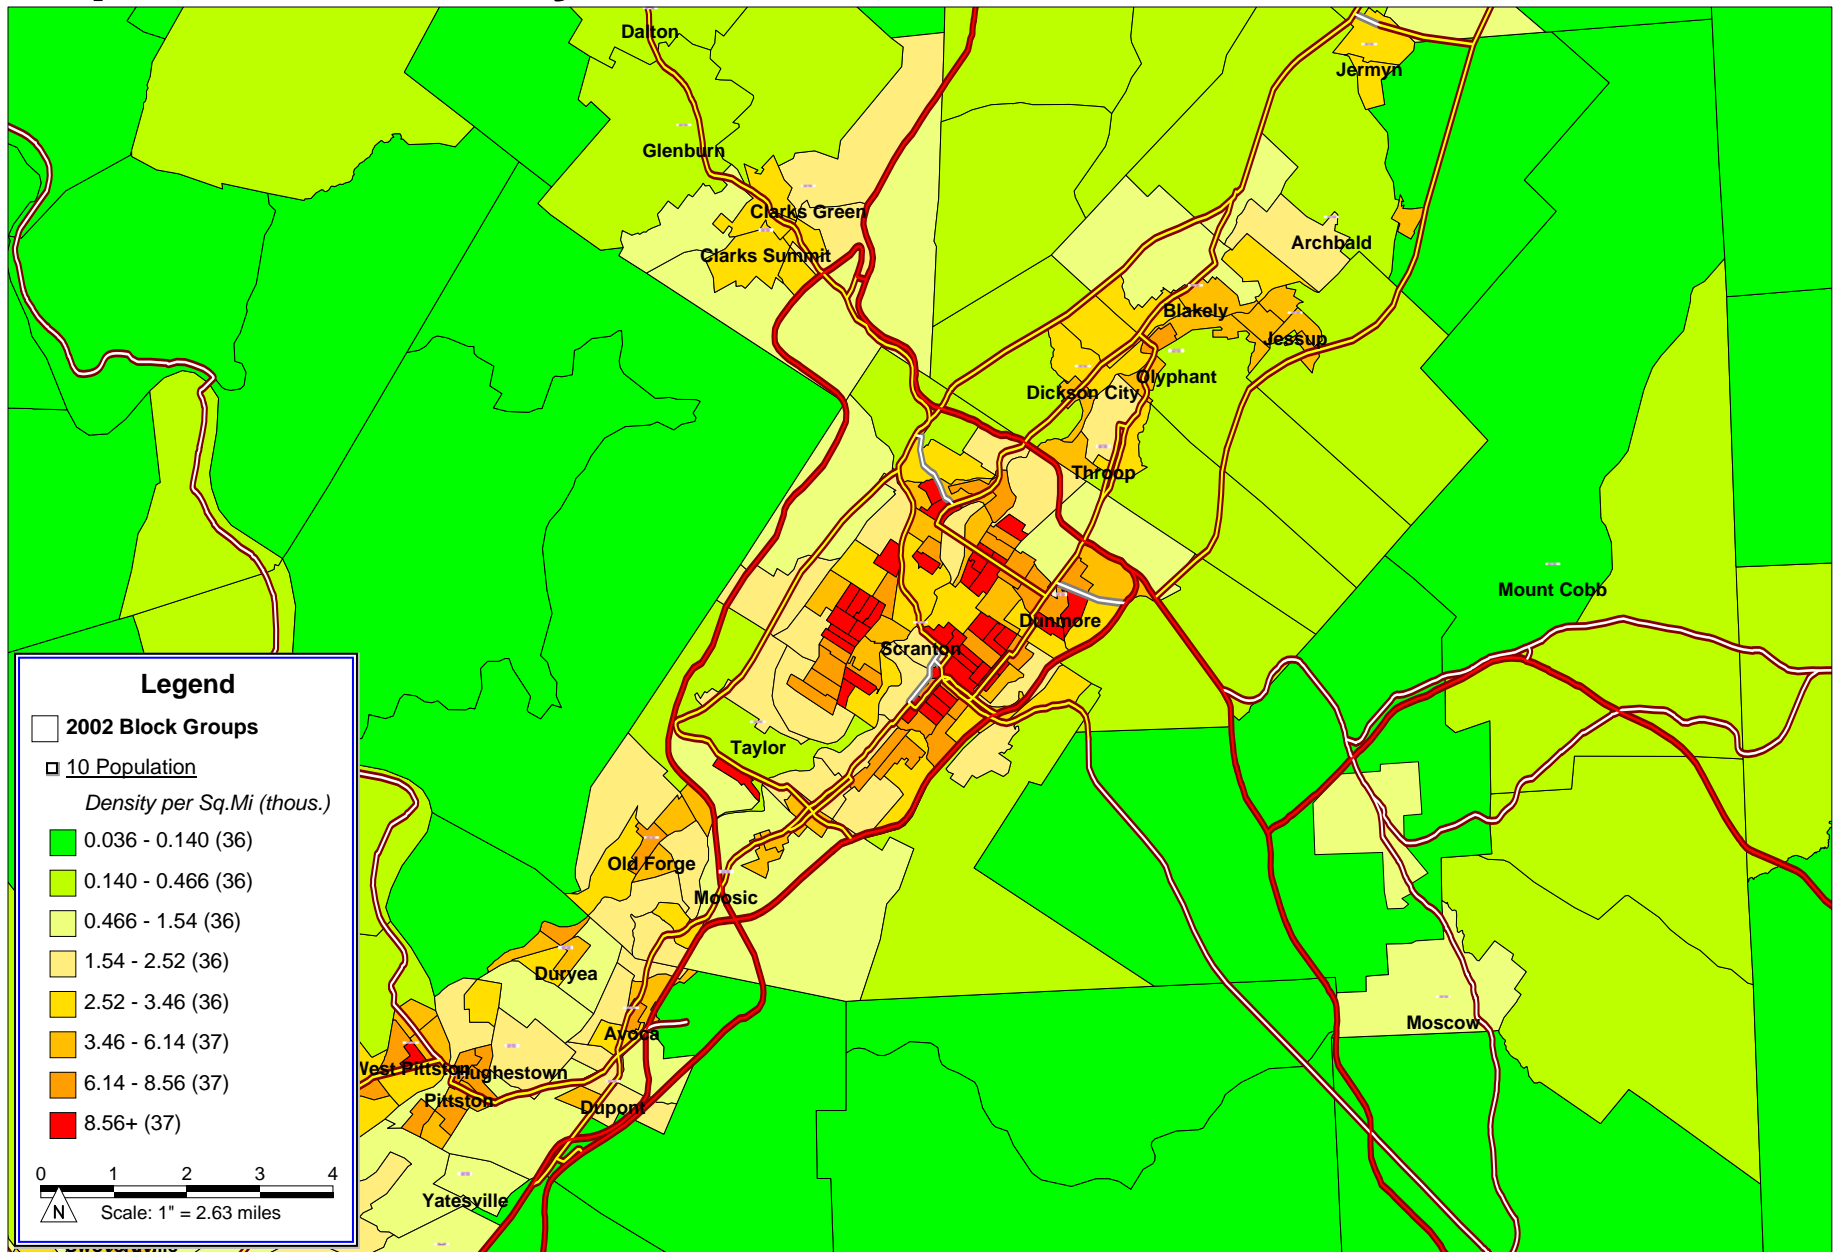 Dalton
Jermyn
Glenburn
Clarks Green
Archbald
Clarks Summit
Blakely
Jessup
Olyphant
Dickson City
Throop
Mount Cobb
Dunmore
Scranton
Taylor
Old Forge
Moosic
Duryea
Avoca
Moscow
West Pittston
Hughestown
Pittston
Dupont
Yatesville
Legend
2002 Block Groups
10 Population
Density per Sq.Mi (thous.)
0.036 - 0.140 (36)
0.140 - 0.466 (36)
0.466 - 1.54 (36)
1.54 - 2.52 (36)
2.52 - 3.46 (36)
3.46 - 6.14 (37)
6.14 - 8.56 (37)
8.56+ (37)
0 1 2 3 4
N
Scale: 1" = 2.63 miles